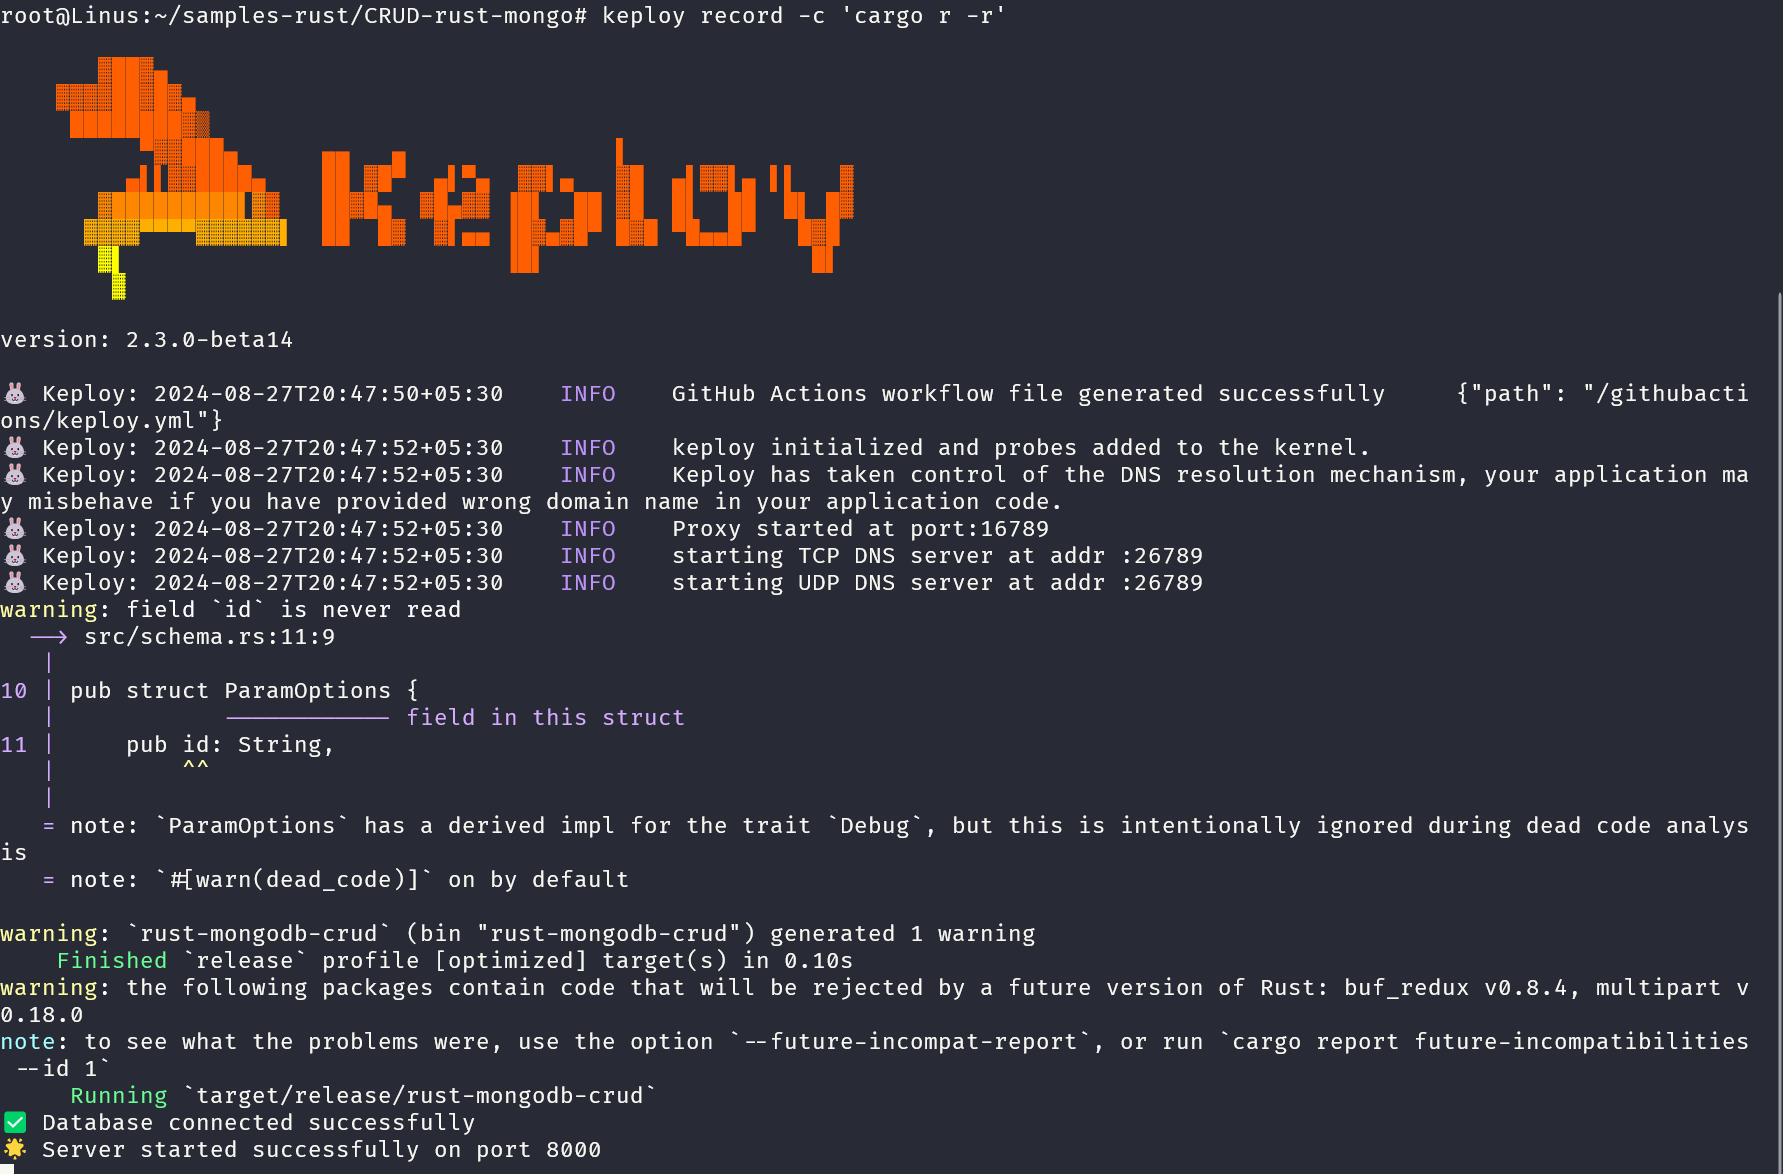 root@Linus:~/samples-rust/CRUD-rust-mongo# keploy record -c 'cargo r -r'
Keploy
version: 2.3.0-beta14
🐰 Keploy: 2024-08-27T20:47:50+05:30    INFO    GitHub Actions workflow file generated successfully     {"path": "/githubacti
ons/keploy.yml"}
🐰 Keploy: 2024-08-27T20:47:52+05:30    INFO    keploy initialized and probes added to the kernel.
🐰 Keploy: 2024-08-27T20:47:52+05:30    INFO    Keploy has taken control of the DNS resolution mechanism, your application ma
y misbehave if you have provided wrong domain name in your application code.
🐰 Keploy: 2024-08-27T20:47:52+05:30    INFO    Proxy started at port:16789
🐰 Keploy: 2024-08-27T20:47:52+05:30    INFO    starting TCP DNS server at addr :26789
🐰 Keploy: 2024-08-27T20:47:52+05:30    INFO    starting UDP DNS server at addr :26789
warning: field `id` is never read
  --> src/schema.rs:11:9
   |
10 | pub struct ParamOptions {
   |            ------------ field in this struct
11 |     pub id: String,
   |         ^^
   |
   = note: `ParamOptions` has a derived impl for the trait `Debug`, but this is intentionally ignored during dead code analys
is
   = note: `#[warn(dead_code)]` on by default
warning: `rust-mongodb-crud` (bin "rust-mongodb-crud") generated 1 warning
    Finished `release` profile [optimized] target(s) in 0.10s
warning: the following packages contain code that will be rejected by a future version of Rust: buf_redux v0.8.4, multipart v
0.18.0
note: to see what the problems were, use the option `--future-incompat-report`, or run `cargo report future-incompatibilities
 --id 1`
     Running `target/release/rust-mongodb-crud`
✅ Database connected successfully
🌟 Server started successfully on port 8000